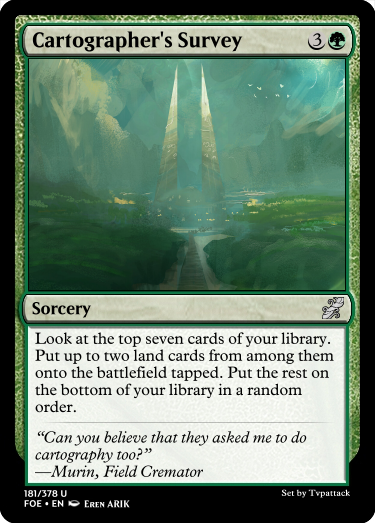 Cartographer's Survey 3
Sorcery
Look at the top seven cards of your library.
Put up to two land cards from among them
onto the battlefield tapped. Put the rest on
the bottom of your library in a random
order.
“Can you believe that they asked me to do
cartography too?”
—Murin, Field Cremator
181/378 U
FOE • EN Eren ARIK
Set by Tvpattack